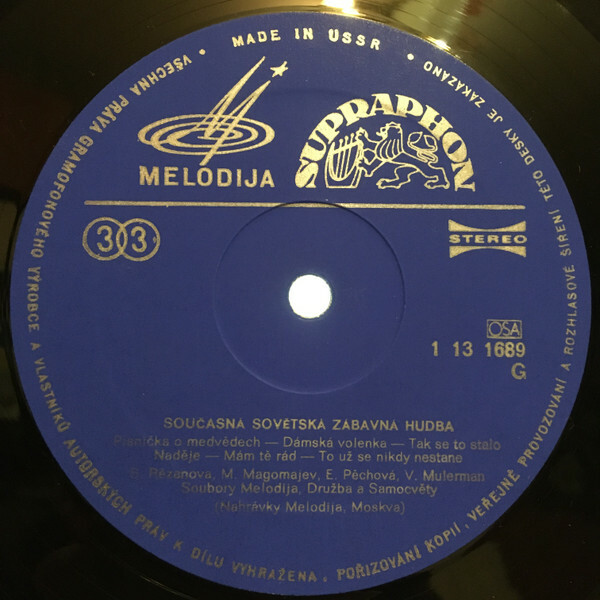 MADE IN USSR
VŠECHNA PRÁVA GRAMOFONOVÉHO VÝROBCE A VLASTNÍKŮ AUTORSKÝCH PRÁV K DÍLU VYHRAŽENA. POŘIZOVÁNÍ KOPIÍ, VEŘEJNÉ PROVOZOVÁNÍ A ROZHLASOVÉ ŠÍŘENÍ TÉTO DESKY JE ZAKÁZÁNO
MELODIJA
SUPRAPHON
33
STEREO
OSA
1 13 1689
G
SOUČASNÁ SOVĚTSKÁ ZÁBAVNÁ HUDBA
Písnička o medvědech — Dámská volenka — Tak se to stalo
Naděje — Mám tě rád — To už se nikdy nestane
Rězanova, M. Magomajev, E. Pěchová, V. Mulerman
Soubory Melodija, Družba a Samocvěty
(Nahrávky Melodija, Moskva)